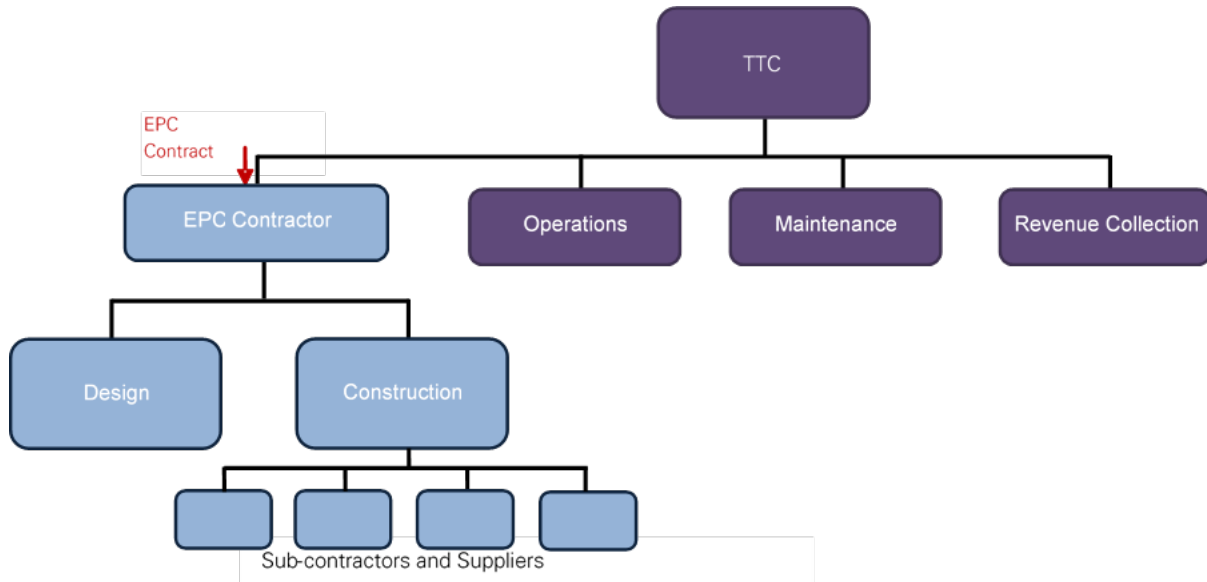 TTC
EPC
Contract
EPC Contractor
Operations
Maintenance
Revenue Collection
Design
Construction
Sub-contractors and Suppliers